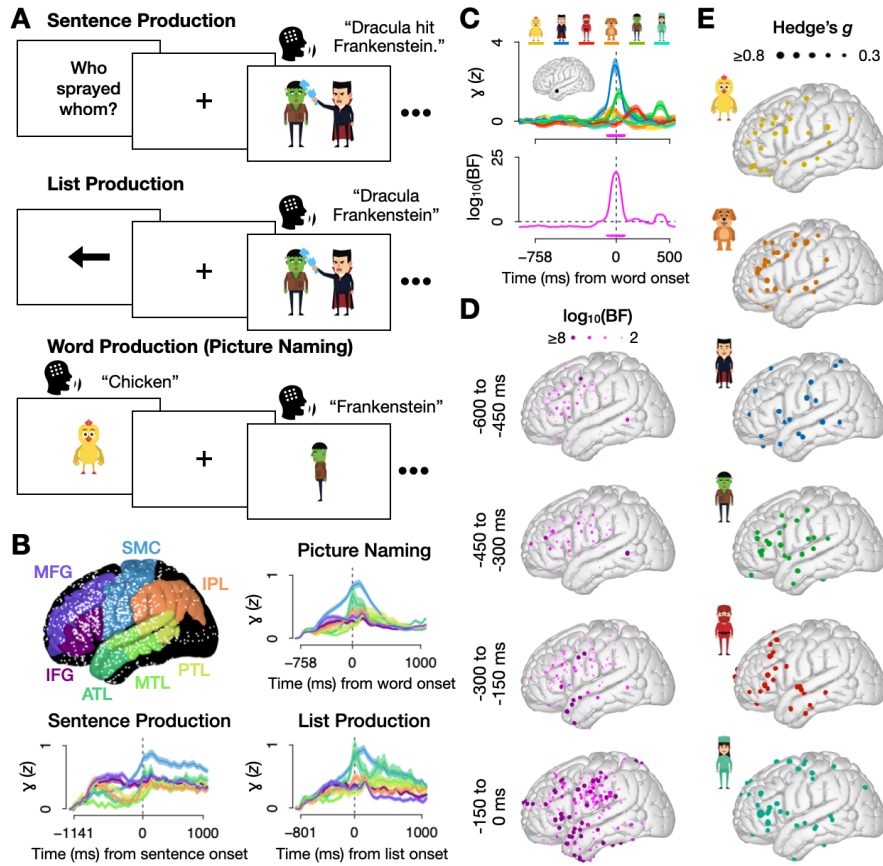 A
Sentence Production
Who
sprayed
whom?
+
“Dracula hit
Frankenstein.”
•••
List Production
+
“Dracula
Frankenstein”
•••
Word Production (Picture Naming)
“Chicken”
+
“Frankenstein”
•••
B
SMC
MFG
IPL
IFG
ATL
MTL
PTL
Picture Naming
1
ɣ (z)
0
−758
0
1000
Time (ms) from word onset
Sentence Production
1
ɣ (z)
0
−1141
0
1000
Time (ms) from sentence onset
List Production
1
ɣ (z)
0
−801
0
1000
Time (ms) from list onset
C
4
ɣ (z)
0
25
log10(BF)
0
−758
0
500
Time (ms) from word onset
D
log10(BF)
≥8
2
-600 to
-450 ms
-450 to
-300 ms
-300 to
-150 ms
-150 to
0 ms
E
Hedge’s g
≥0.8
0.3